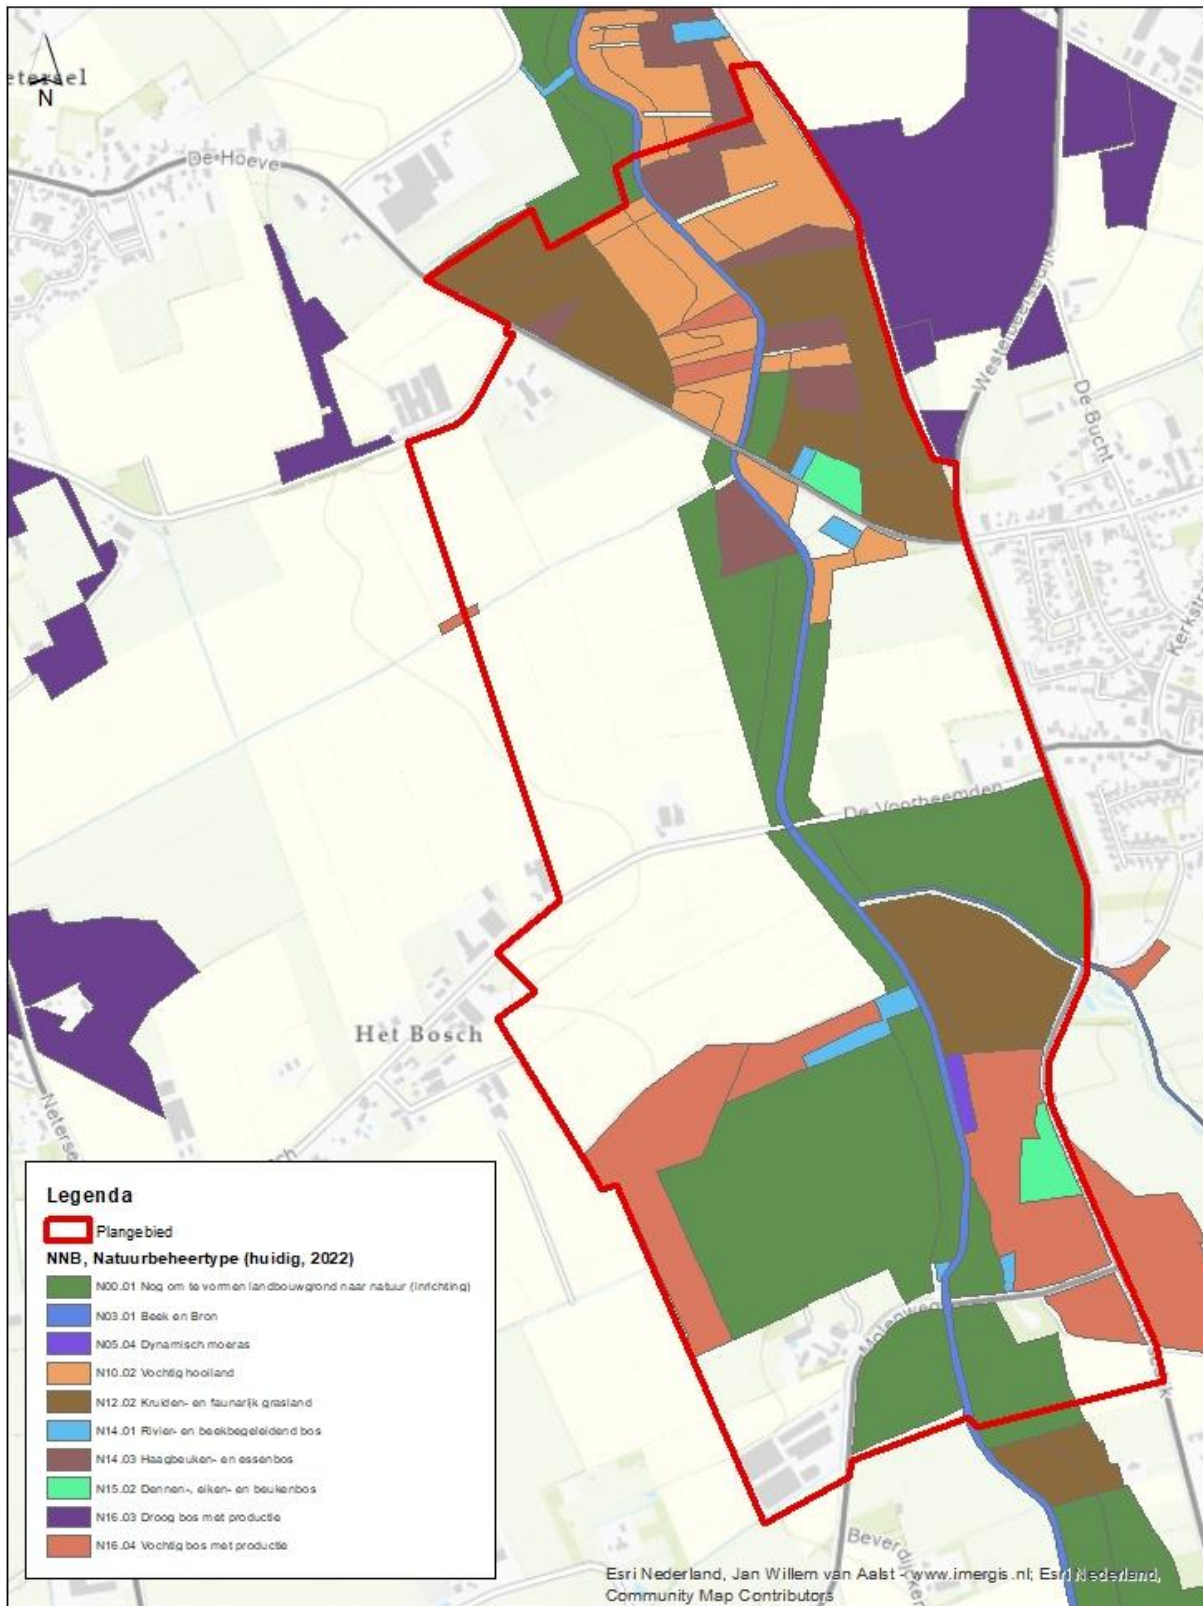 etersel
N
De Hoeve
De Bucht
De Voorheemden
Het Bosch
Molenweg
Legenda
Plangebied
NNB, Natuurbeheertype (huidig, 2022)
N00.01 Nog om te vormen landbouwgrond naar natuur (inrichting)
N03.01 Beek en Bron
N05.04 Dynamisch moeras
N10.02 Vochtig hooiland
N12.02 Kruiden- en faunarijk grasland
N14.01 Rivier- en beekbegeleidend bos
N14.03 Haagbeuken- en essenbos
N15.02 Dennen-, eiken- en beukenbos
N16.03 Droog bos met productie
N16.04 Vochtig bos met productie
Esri Nederland, Jan Willem van Aalst - www.imergis.nl; Esri Nederland,
Community Map Contributors